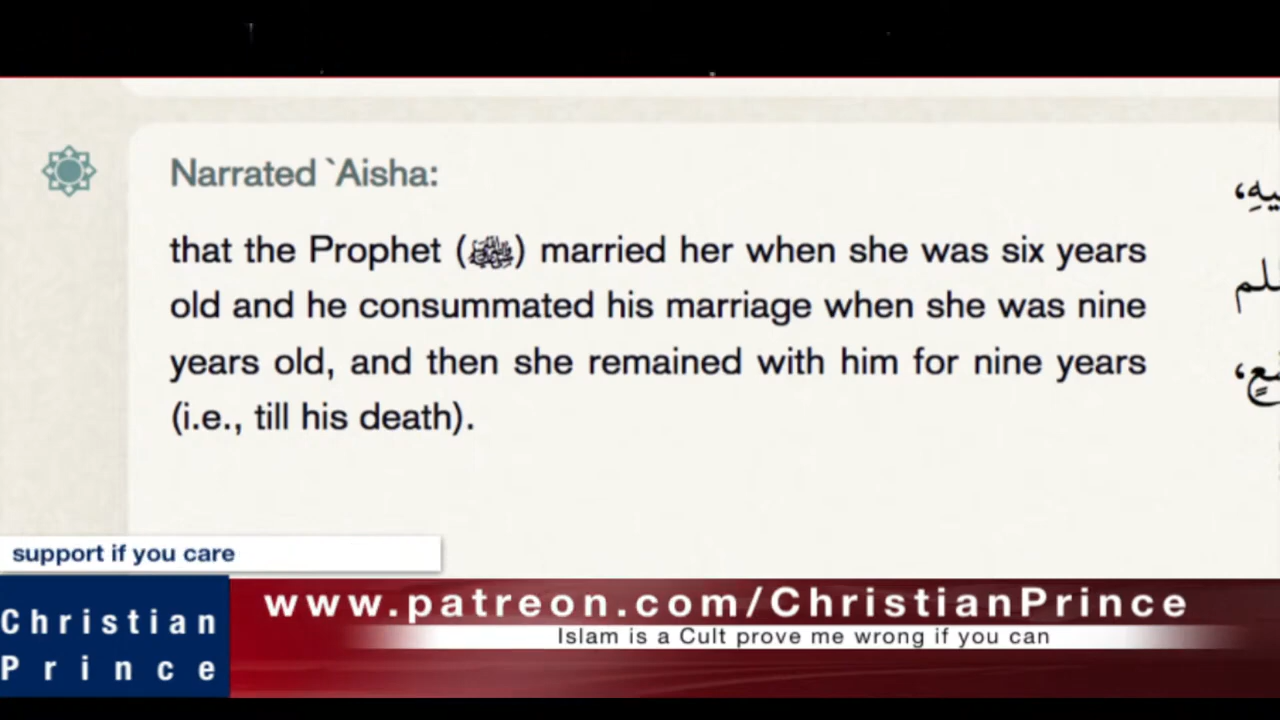 Narrated `Aisha:
that the Prophet (ﷺ) married her when she was six years
old and he consummated his marriage when she was nine
years old, and then she remained with him for nine years
(i.e., till his death).
support if you care
Christian
Prince
www.patreon.com/ChristianPrince
Islam is a Cult prove me wrong if you can